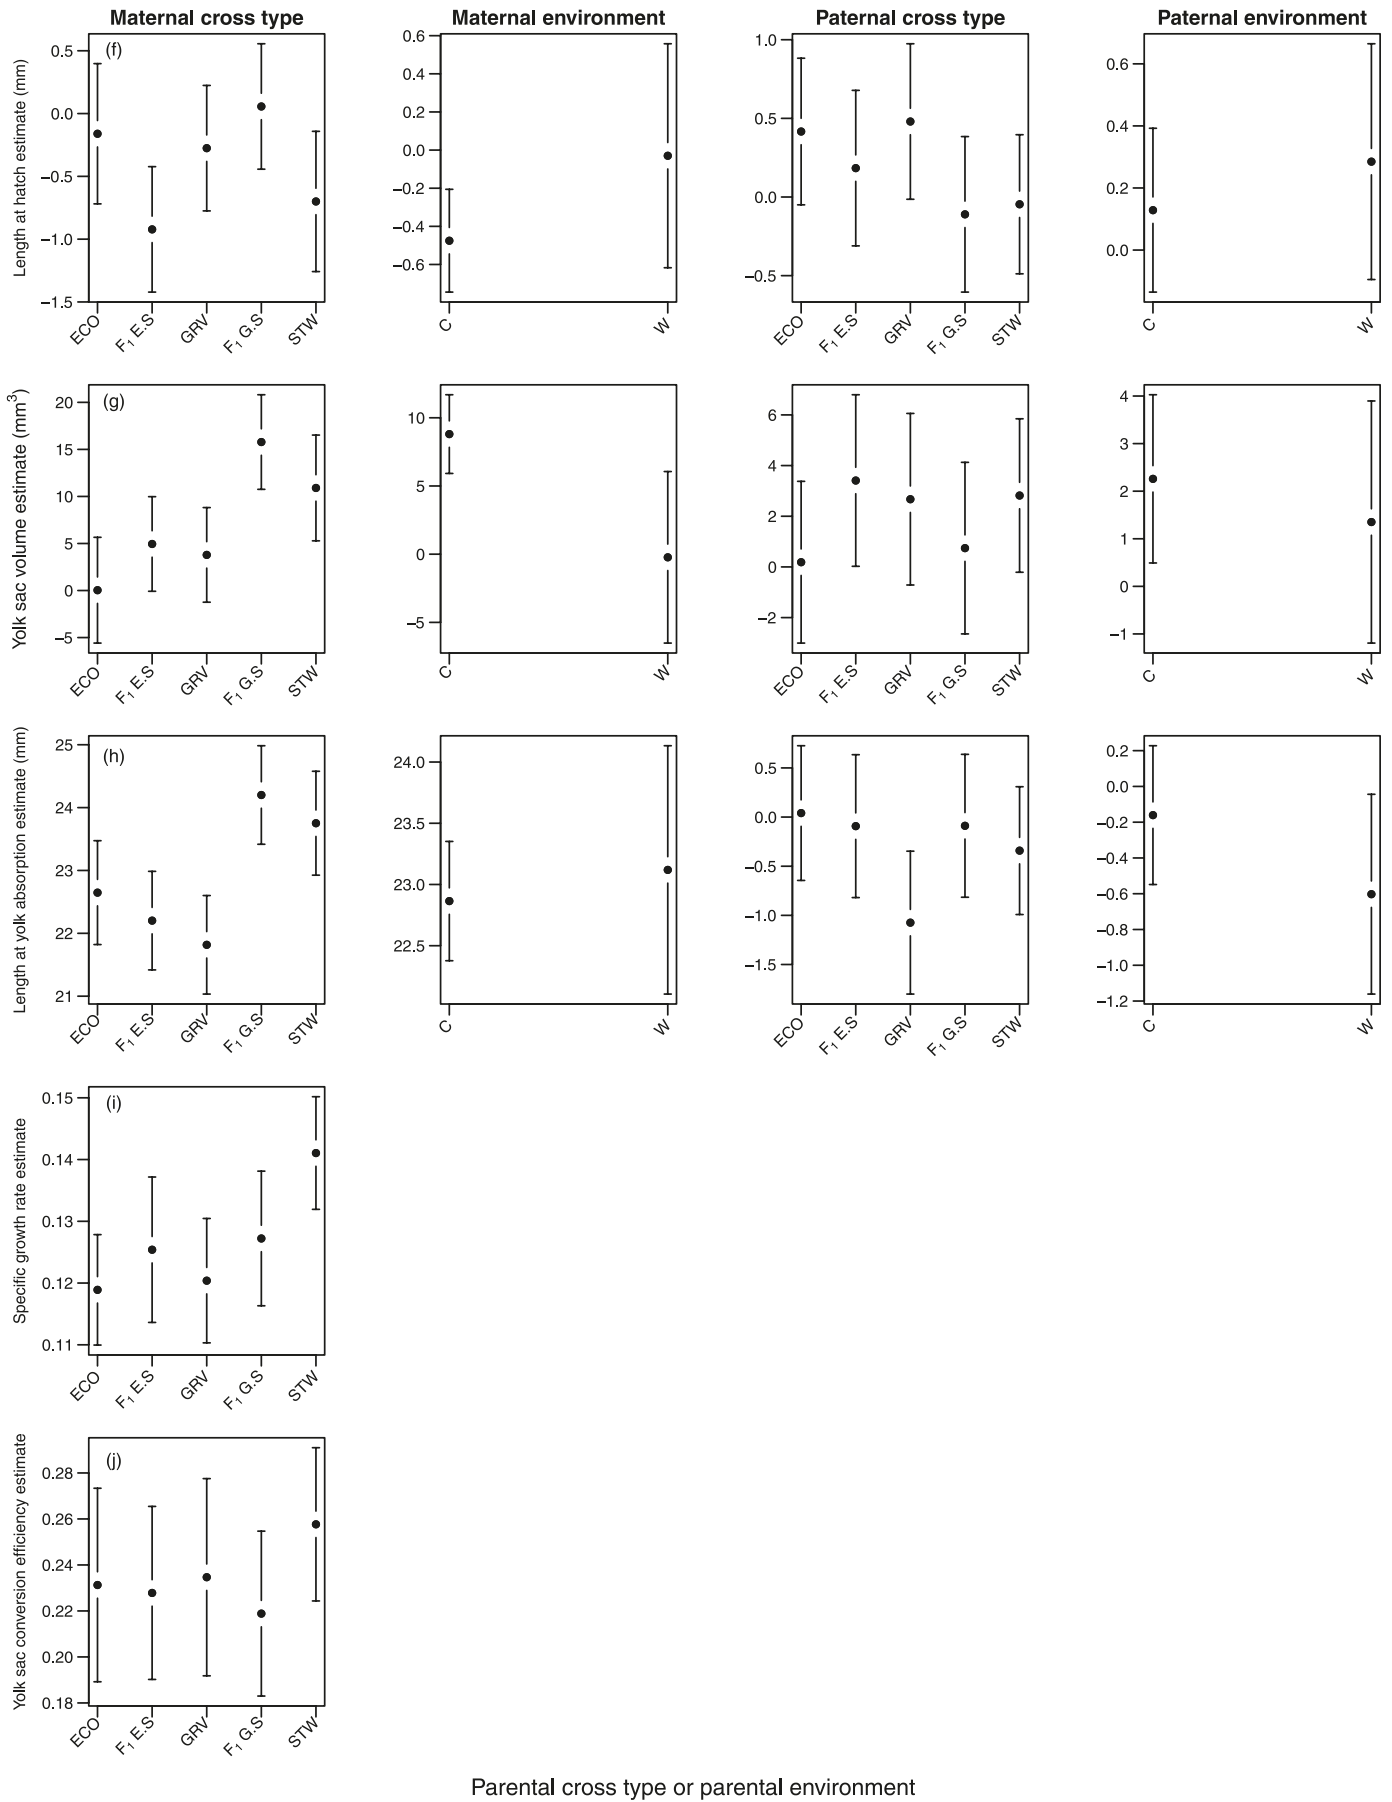 Maternal cross type Maternal environment Paternal cross type Paternal environment
Length at hatch estimate (mm)
(f)
0.5
0.0
−0.5
−1.0
−1.5
ECO F1 E.S GRV F1 G.S STW
0.6
0.4
0.2
0.0
−0.2
−0.4
−0.6
C W
1.0
0.5
0.0
−0.5
ECO F1 E.S GRV F1 G.S STW
0.6
0.4
0.2
0.0
C W
Yolk sac volume estimate (mm³)
(g)
20
15
10
5
0
−5
ECO F1 E.S GRV F1 G.S STW
10
5
0
−5
C W
6
4
2
0
−2
ECO F1 E.S GRV F1 G.S STW
4
3
2
1
0
−1
C W
Length at yolk absorption estimate (mm)
(h)
25
24
23
22
21
ECO F1 E.S GRV F1 G.S STW
24.0
23.5
23.0
22.5
C W
0.5
0.0
−0.5
−1.0
−1.5
ECO F1 E.S GRV F1 G.S STW
0.2
0.0
−0.2
−0.4
−0.6
−0.8
−1.0
−1.2
C W
Specific growth rate estimate
(i)
0.15
0.14
0.13
0.12
0.11
ECO F1 E.S GRV F1 G.S STW
Yolk sac conversion efficiency estimate
(j)
0.28
0.26
0.24
0.22
0.20
0.18
ECO F1 E.S GRV F1 G.S STW
Parental cross type or parental environment